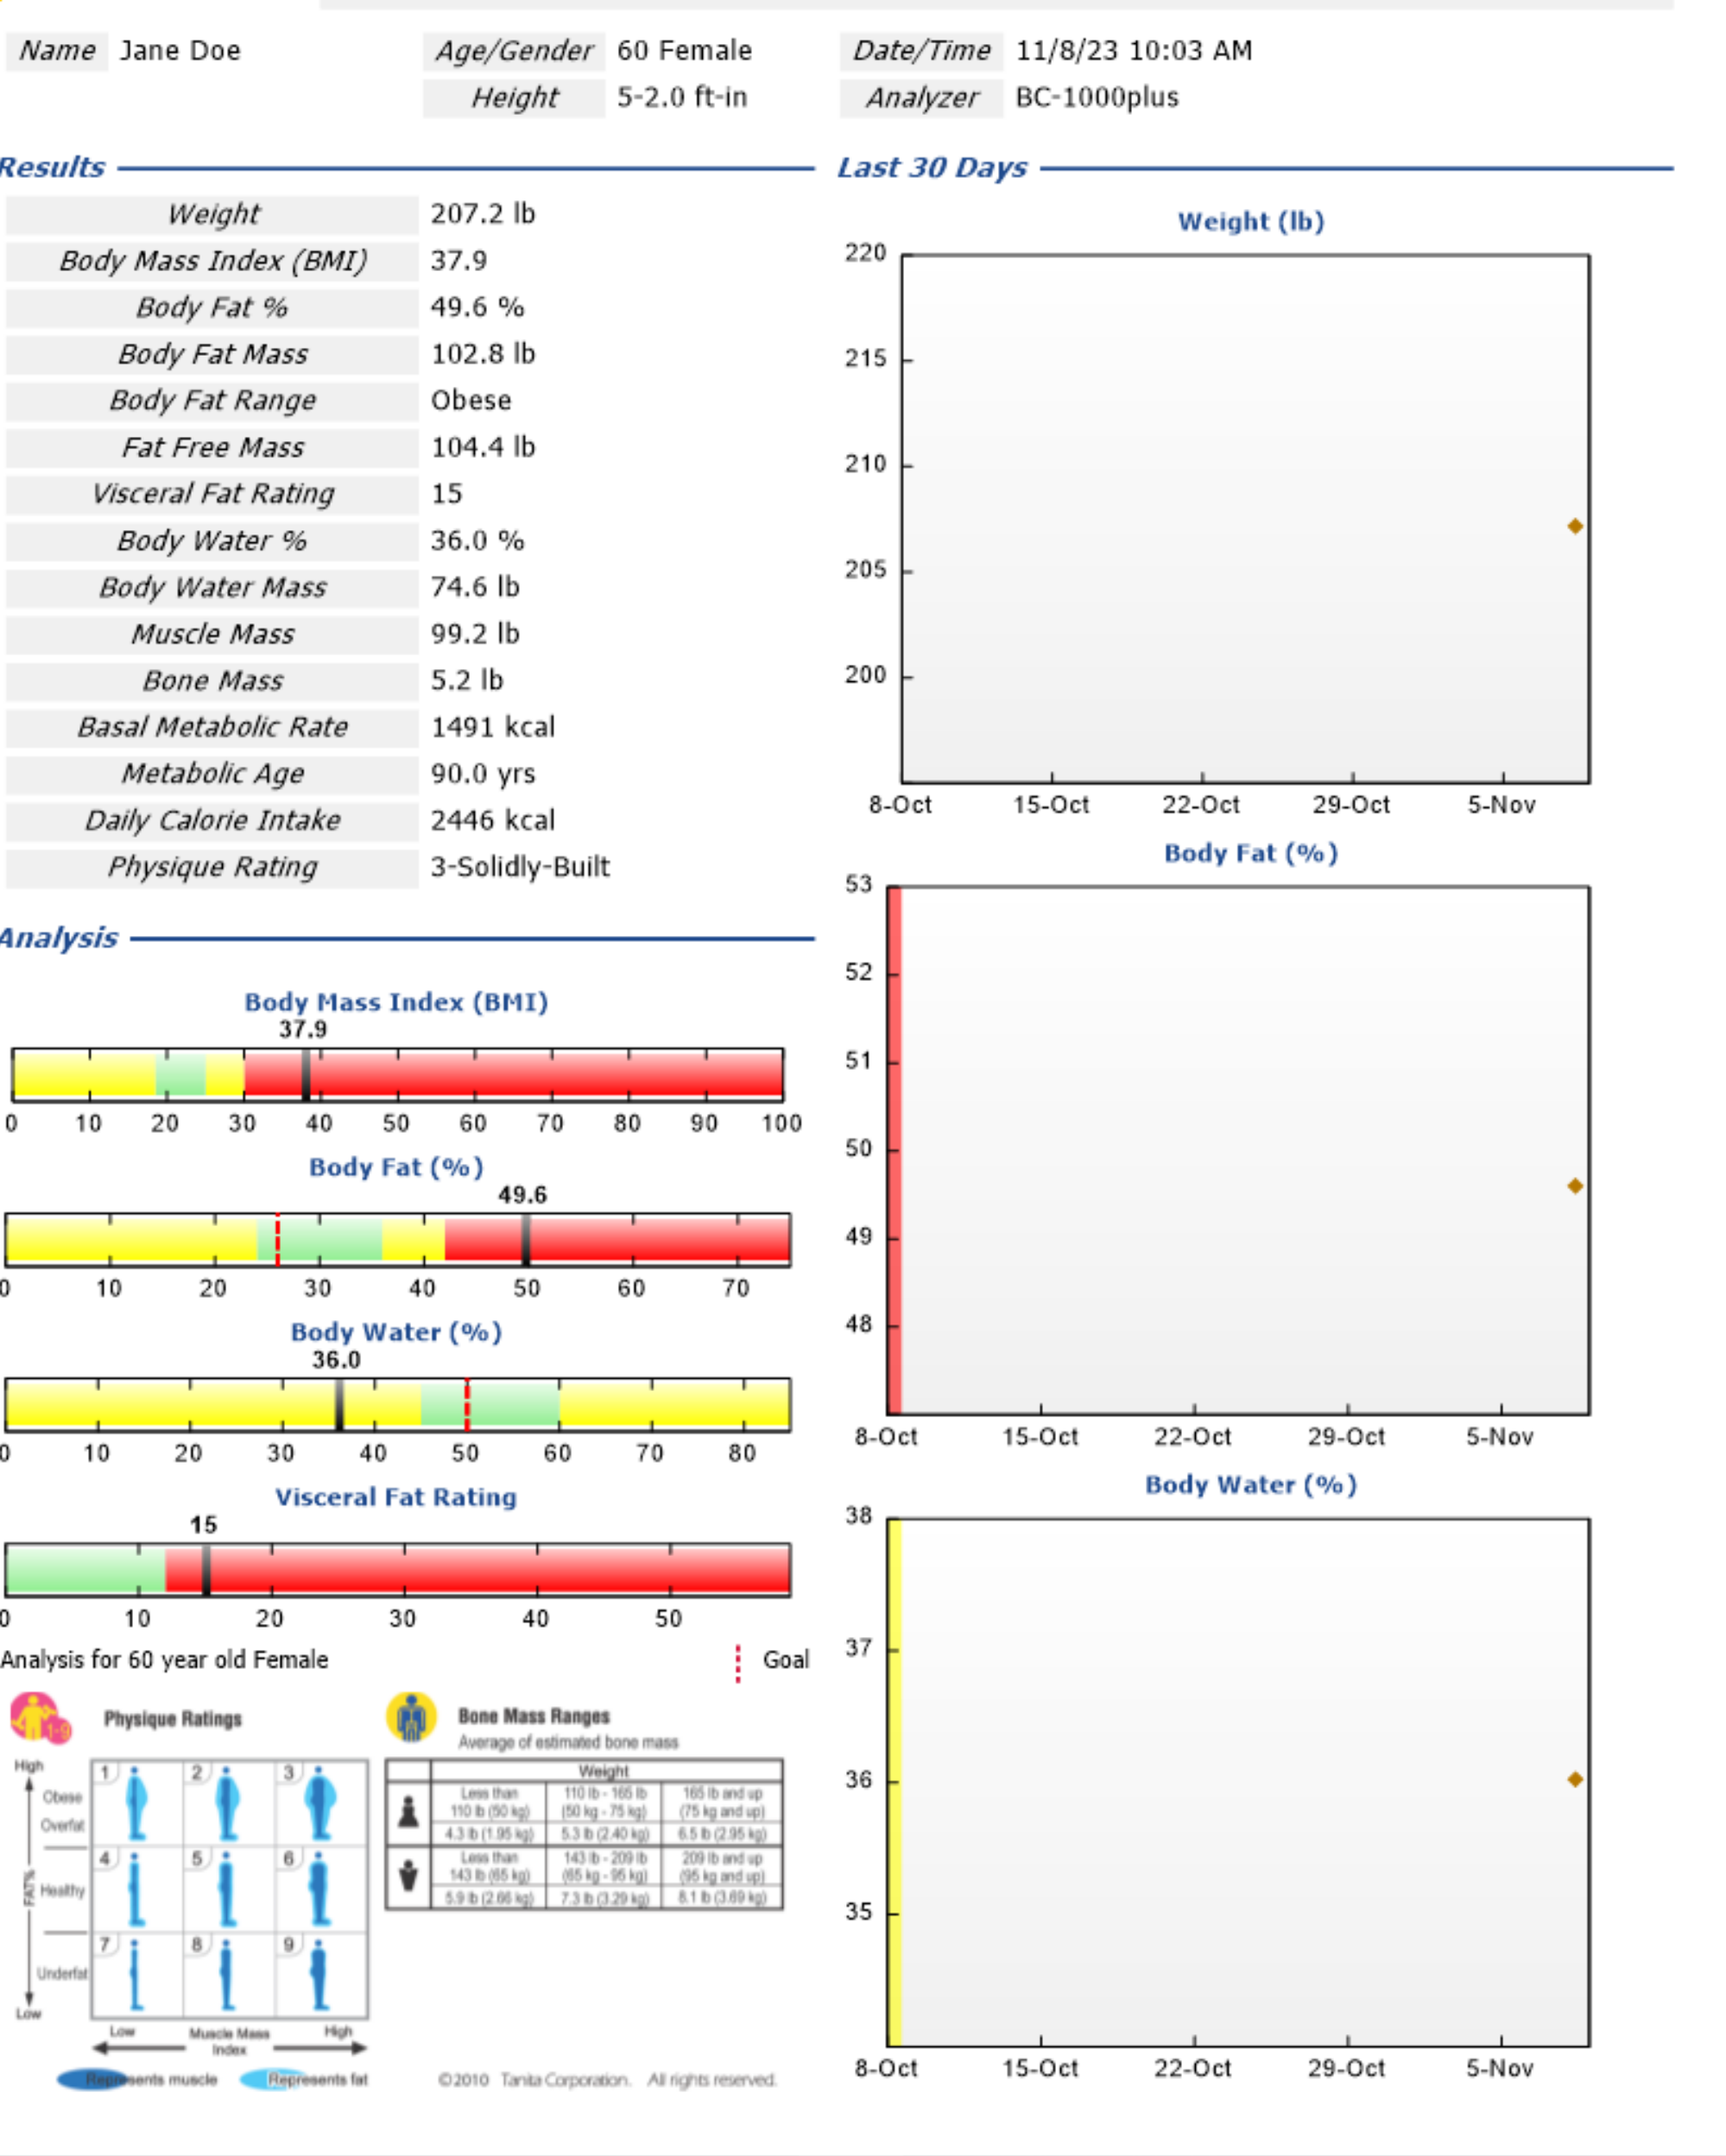 Name Jane Doe Age/Gender 60 Female Date/Time 11/8/23 10:03 AM
Height 5-2.0 ft-in Analyzer BC-1000plus
Results
Weight 207.2 lb
Body Mass Index (BMI) 37.9
Body Fat % 49.6 %
Body Fat Mass 102.8 lb
Body Fat Range Obese
Fat Free Mass 104.4 lb
Visceral Fat Rating 15
Body Water % 36.0 %
Body Water Mass 74.6 lb
Muscle Mass 99.2 lb
Bone Mass 5.2 lb
Basal Metabolic Rate 1491 kcal
Metabolic Age 90.0 yrs
Daily Calorie Intake 2446 kcal
Physique Rating 3-Solidly-Built
Analysis
Body Mass Index (BMI)
37.9
0 10 20 30 40 50 60 70 80 90 100
Body Fat (%)
49.6
0 10 20 30 40 50 60 70
Body Water (%)
36.0
0 10 20 30 40 50 60 70 80
Visceral Fat Rating
15
0 10 20 30 40 50
Analysis for 60 year old Female Goal
1-9
Physique Ratings
High
Obese
Overfat
FAT%
Healthy
Underfat
Low
1 2 3
4 5 6
7 8 9
Low Muscle Mass High
Index
Represents muscle Represents fat
Bone Mass Ranges
Average of estimated bone mass
Weight
Less than 110 lb - 165 lb 165 lb and up
110 lb (50 kg) (50 kg - 75 kg) (75 kg and up)
4.3 lb (1.95 kg) 5.3 lb (2.40 kg) 6.5 lb (2.95 kg)
Less than 143 lb - 209 lb 209 lb and up
143 lb (65 kg) (65 kg - 95 kg) (95 kg and up)
5.9 lb (2.66 kg) 7.3 lb (3.29 kg) 8.1 lb (3.69 kg)
©2010 Tanita Corporation. All rights reserved.
Last 30 Days
Weight (lb)
220
215
210
205
200
8-Oct 15-Oct 22-Oct 29-Oct 5-Nov
Body Fat (%)
53
52
51
50
49
48
8-Oct 15-Oct 22-Oct 29-Oct 5-Nov
Body Water (%)
38
37
36
35
8-Oct 15-Oct 22-Oct 29-Oct 5-Nov